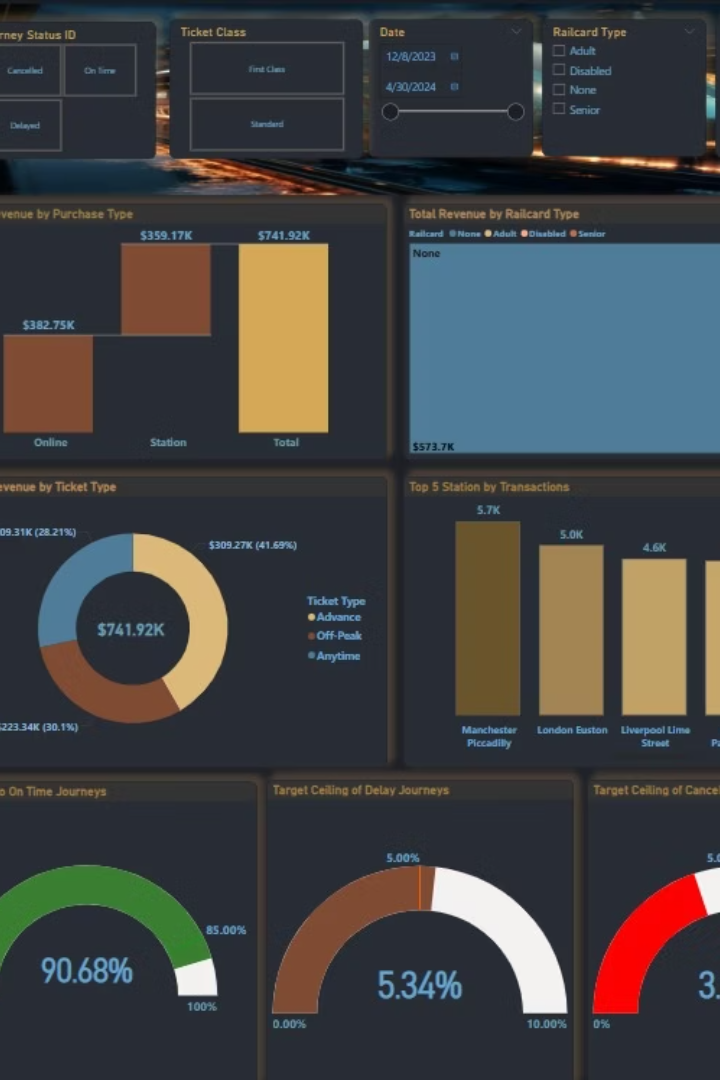 rney Status ID
Cancelled
On Time
Delayed
Ticket Class
First Class
Standard
Date
12/8/2023
4/30/2024
Railcard Type
Adult
Disabled
None
Senior
venue by Purchase Type
$382.75K
$359.17K
$741.92K
Online
Station
Total
Total Revenue by Railcard Type
Railcard None Adult Disabled Senior
None
$573.7K
evenue by Ticket Type
09.31K (28.21%)
$309.27K (41.69%)
$741.92K
$223.34K (30.1%)
Ticket Type
Advance
Off-Peak
Anytime
Top 5 Station by Transactions
5.7K
5.0K
4.6K
Manchester
Piccadilly
London Euston
Liverpool Lime
Street
Pa
o On Time Journeys
85.00%
90.68%
100%
Target Ceiling of Delay Journeys
5.00%
5.34%
0.00%
10.00%
Target Ceiling of Cance
5.0
3.
0%